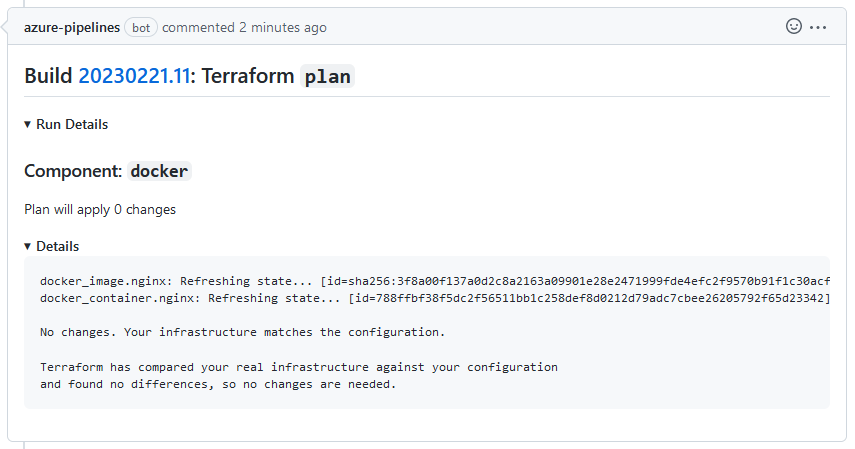 azure-pipelines bot commented 2 minutes ago
Build 20230221.11: Terraform plan
Run Details
Component: docker
Plan will apply 0 changes
Details
docker_image.nginx: Refreshing state... [id=sha256:3f8a00f137a0d2c8a2163a09901e28e2471999fde4efc2f9570b91f1c30acf
docker_container.nginx: Refreshing state... [id=788ffbf38f5dc2f56511bb1c258def8d0212d79adc7cbee26205792f65d23342]
No changes. Your infrastructure matches the configuration.
Terraform has compared your real infrastructure against your configuration
and found no differences, so no changes are needed.